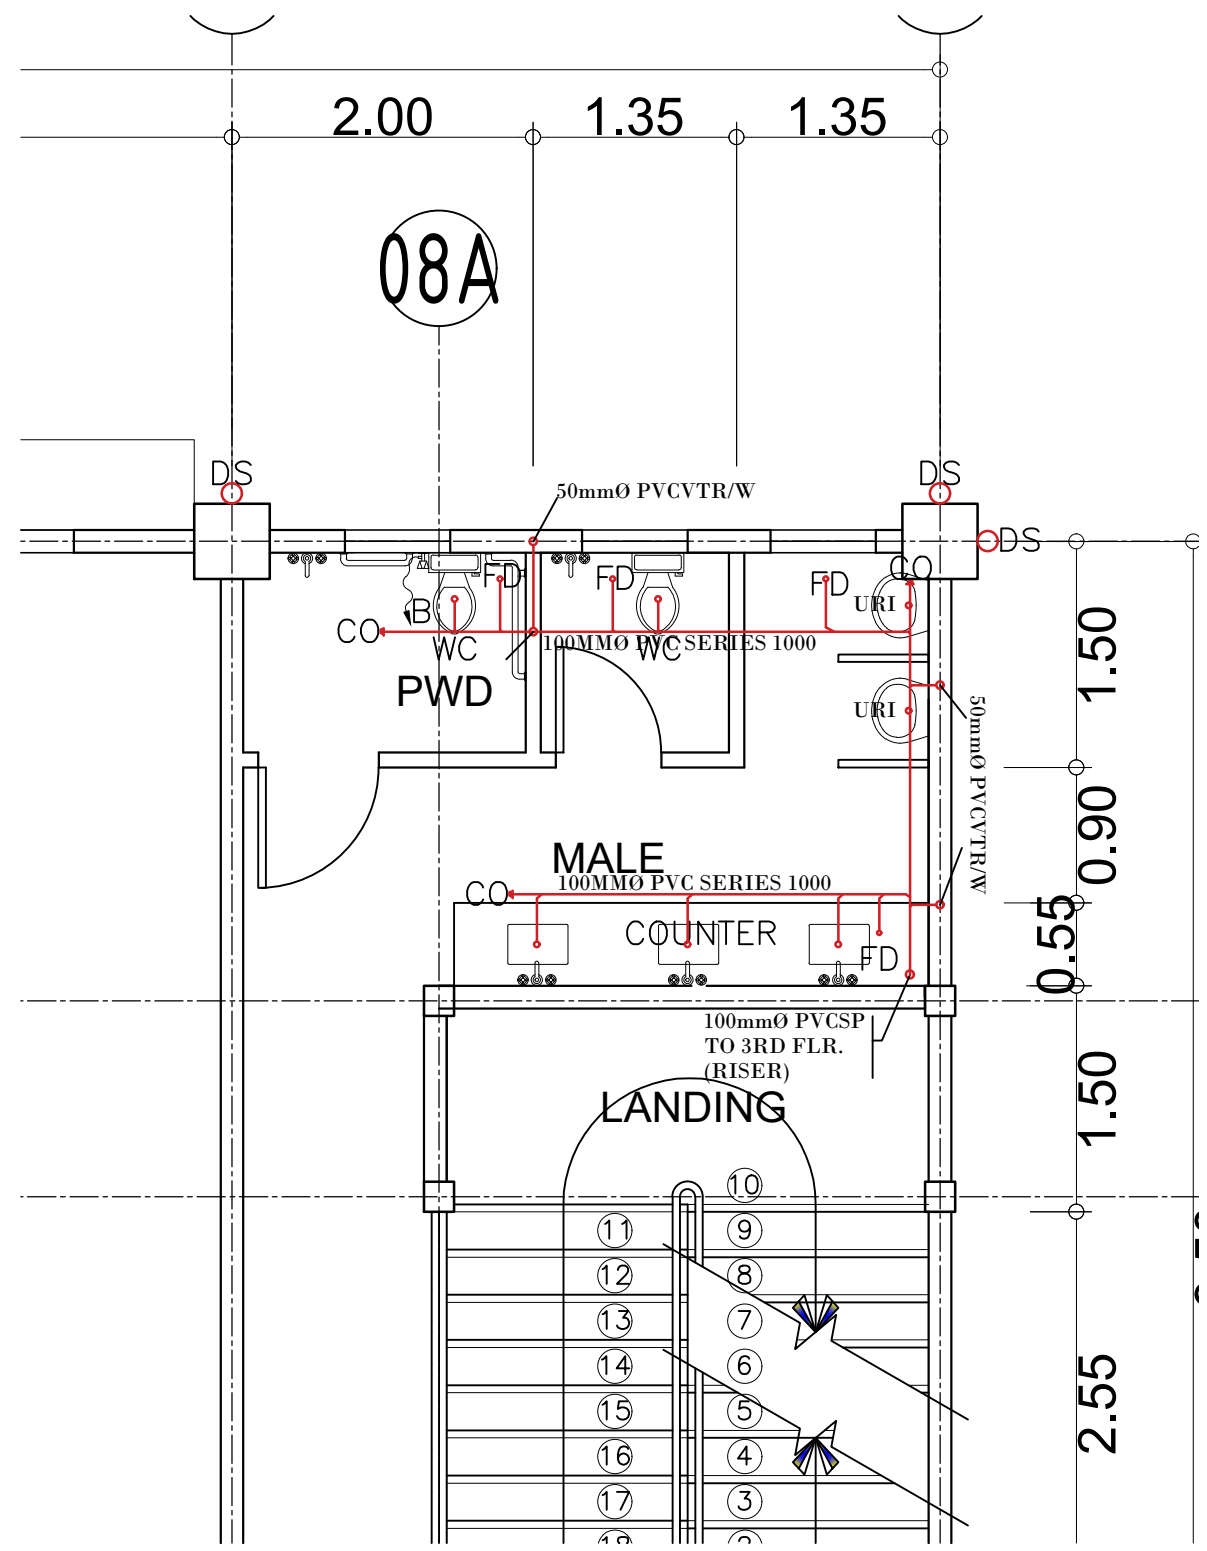 2.00
1.35
1.35
08A
DS
DS
50mmØ PVCVTR/W
DS
CO
FD
FD
FD
URI
B
CO
WC
WC
100MMØ PVC SERIES 1000
1.50
PWD
URI
50mmØ PVCVTR/W
0.90
MALE
100MMØ PVC SERIES 1000
CO
COUNTER
FD
0.55
100mmØ PVCSP
TO 3RD FLR.
(RISER)
1.50
LANDING
10
11
9
12
8
13
7
14
6
15
5
2.55
16
4
17
3